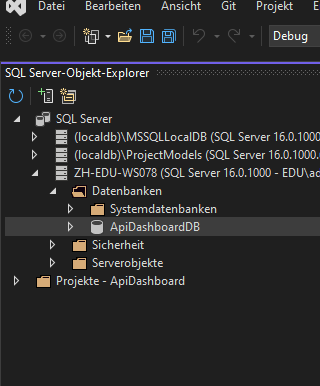 Datei Bearbeiten Ansicht Git Projekt
Debug
SQL Server-Objekt-Explorer
SQL Server
(localdb)\MSSQLLocalDB (SQL Server 16.0.1000
(localdb)\ProjectModels (SQL Server 16.0.1000.
ZH-EDU-WS078 (SQL Server 16.0.1000 - EDU\ad
Datenbanken
Systemdatenbanken
ApiDashboardDB
Sicherheit
Serverobjekte
Projekte - ApiDashboard